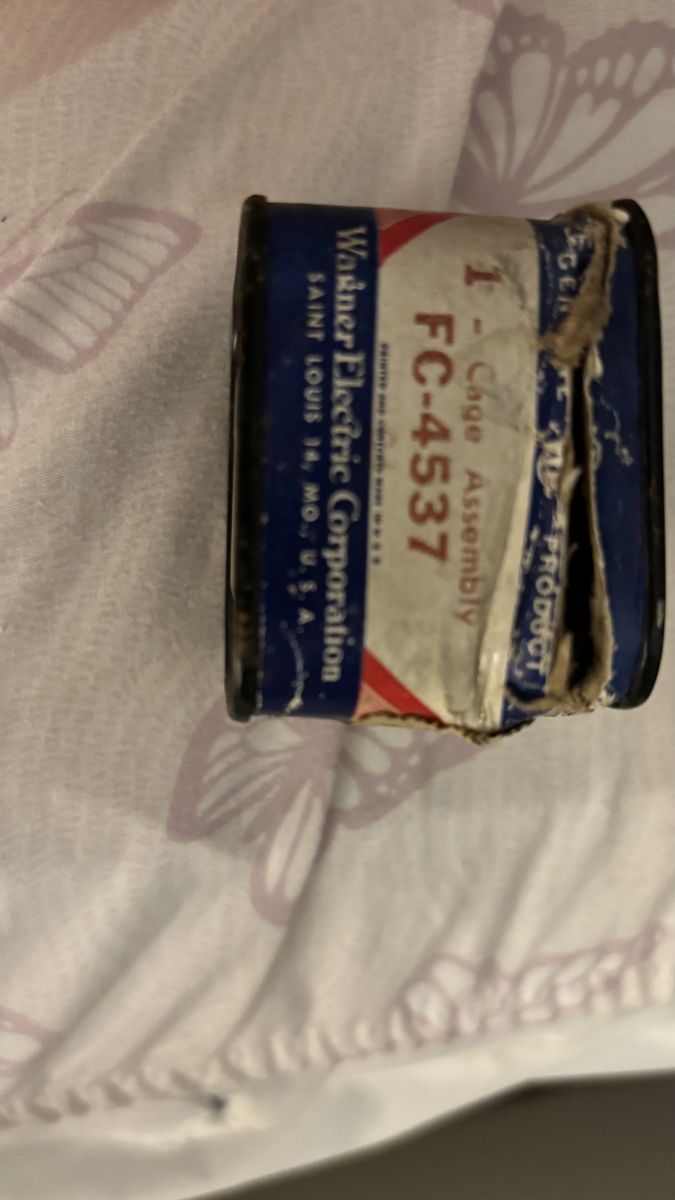 PRODUCT
1 - Cage Assembly
FC-4537
Wagner Electric Corporation
SAINT LOUIS 14, MO., U.S.A.